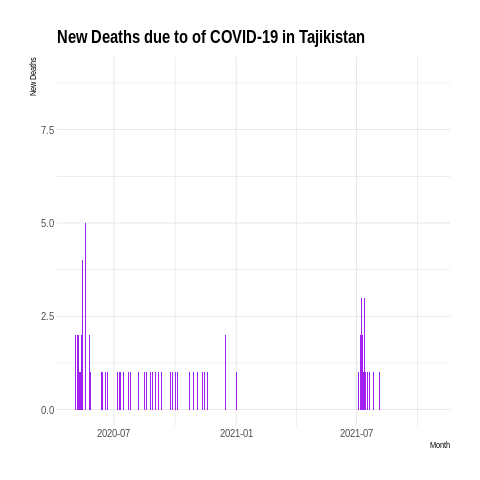 New Deaths due to of COVID-19 in Tajikistan
New Deaths
7.5
5.0
2.5
0.0
2020-07
2021-01
2021-07
Month